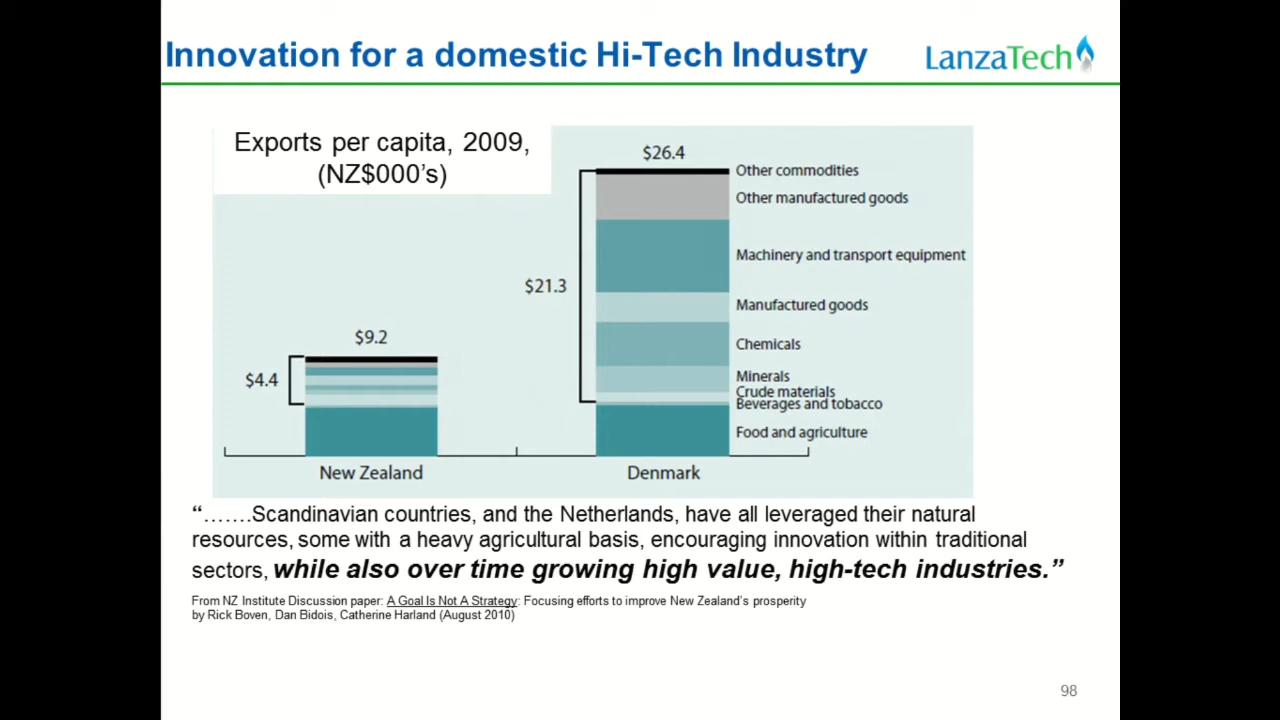 Innovation for a domestic Hi-Tech Industry
LanzaTech
Exports per capita, 2009,
(NZ$000’s)
$26.4
Other commodities
Other manufactured goods
Machinery and transport equipment
$21.3
Manufactured goods
$9.2
Chemicals
$4.4
Minerals
Crude materials
Beverages and tobacco
Food and agriculture
New Zealand
Denmark
“…….Scandinavian countries, and the Netherlands, have all leveraged their natural
resources, some with a heavy agricultural basis, encouraging innovation within traditional
sectors, while also over time growing high value, high-tech industries.”
From NZ Institute Discussion paper: A Goal Is Not A Strategy: Focusing efforts to improve New Zealand’s prosperity
by Rick Boven, Dan Bidois, Catherine Harland (August 2010)
98